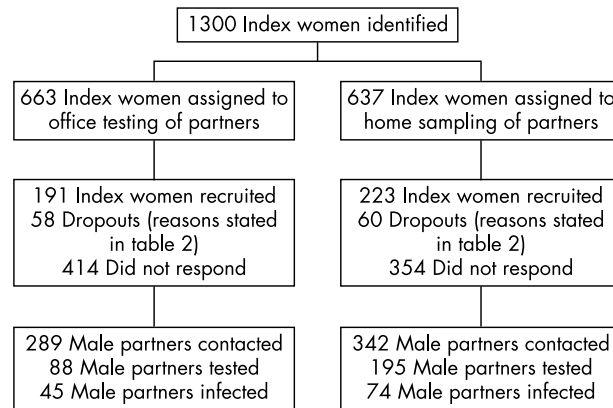 1300 Index women identified
663 Index women assigned to
office testing of partners
637 Index women assigned to
home sampling of partners
191 Index women recruited
58 Dropouts (reasons stated
in table 2)
414 Did not respond
223 Index women recruited
60 Dropouts (reasons stated
in table 2)
354 Did not respond
289 Male partners contacted
88 Male partners tested
45 Male partners infected
342 Male partners contacted
195 Male partners tested
74 Male partners infected